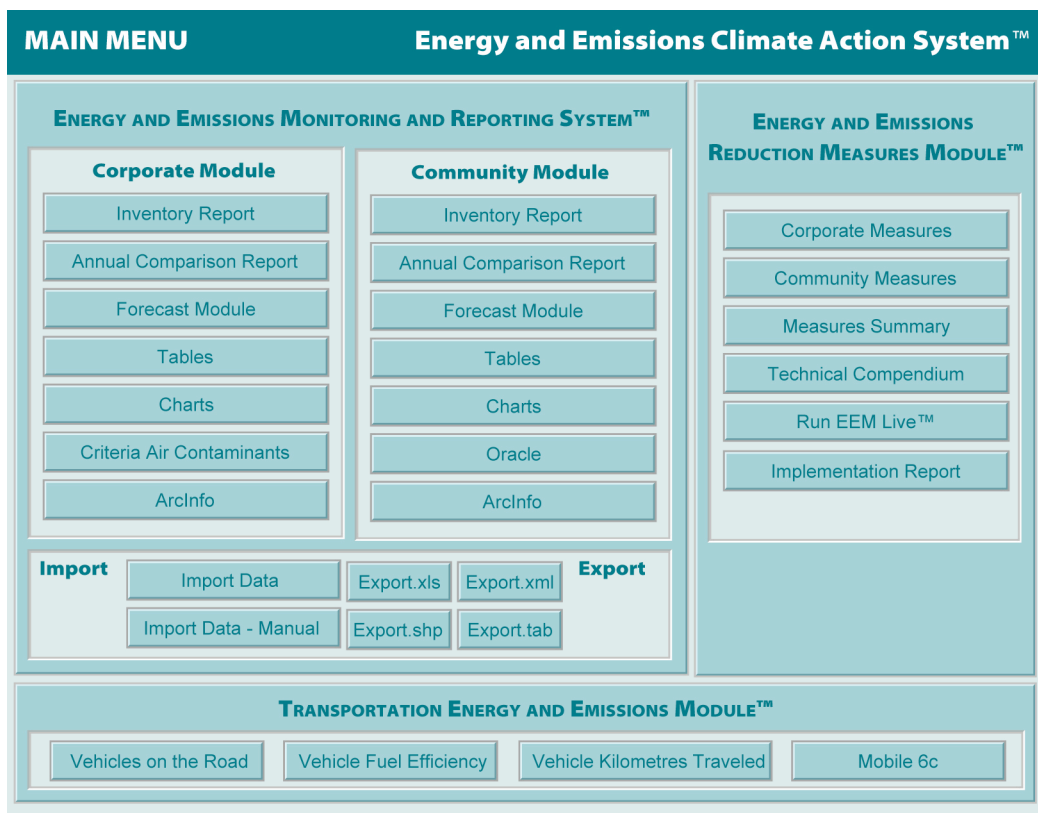 MAIN MENU
Energy and Emissions Climate Action System™
ENERGY AND EMISSIONS MONITORING AND REPORTING SYSTEM™
Corporate Module
Inventory Report
Annual Comparison Report
Forecast Module
Tables
Charts
Criteria Air Contaminants
ArcInfo
Community Module
Inventory Report
Annual Comparison Report
Forecast Module
Tables
Charts
Oracle
ArcInfo
Import
Import Data
Import Data - Manual
Export.xls
Export.xml
Export.shp
Export.tab
Export
ENERGY AND EMISSIONS
REDUCTION MEASURES MODULE™
Corporate Measures
Community Measures
Measures Summary
Technical Compendium
Run EEM Live™
Implementation Report
TRANSPORTATION ENERGY AND EMISSIONS MODULE™
Vehicles on the Road
Vehicle Fuel Efficiency
Vehicle Kilometres Traveled
Mobile 6c